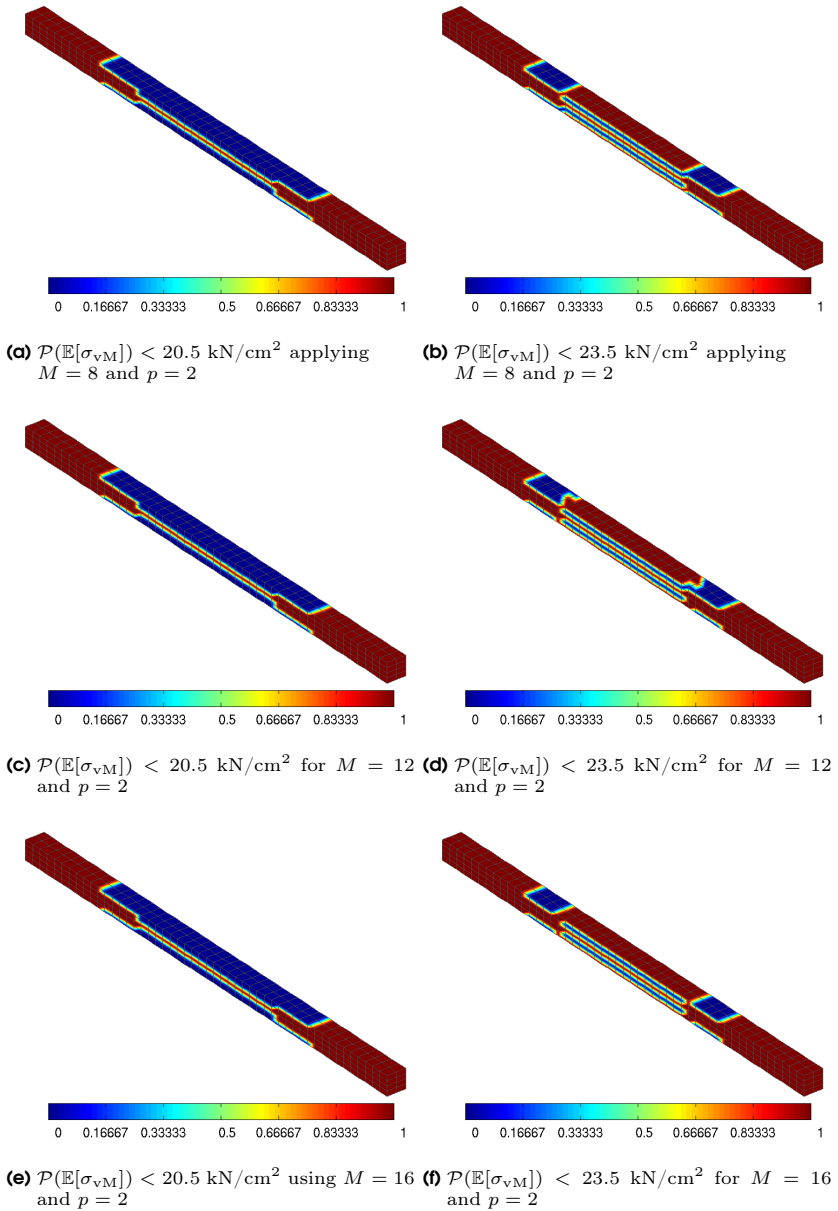 0 0.16667 0.33333 0.5 0.66667 0.83333 1
0 0.16667 0.33333 0.5 0.66667 0.83333 1
(a) 𝒫(𝔼[σ_vM]) < 20.5 kN/cm² applying
M = 8 and p = 2
(b) 𝒫(𝔼[σ_vM]) < 23.5 kN/cm² applying
M = 8 and p = 2
0 0.16667 0.33333 0.5 0.66667 0.83333 1
0 0.16667 0.33333 0.5 0.66667 0.83333 1
(c) 𝒫(𝔼[σ_vM]) < 20.5 kN/cm² for M = 12
and p = 2
(d) 𝒫(𝔼[σ_vM]) < 23.5 kN/cm² for M = 12
and p = 2
0 0.16667 0.33333 0.5 0.66667 0.83333 1
0 0.16667 0.33333 0.5 0.66667 0.83333 1
(e) 𝒫(𝔼[σ_vM]) < 20.5 kN/cm² using M = 16
and p = 2
(f) 𝒫(𝔼[σ_vM]) < 23.5 kN/cm² for M = 16
and p = 2